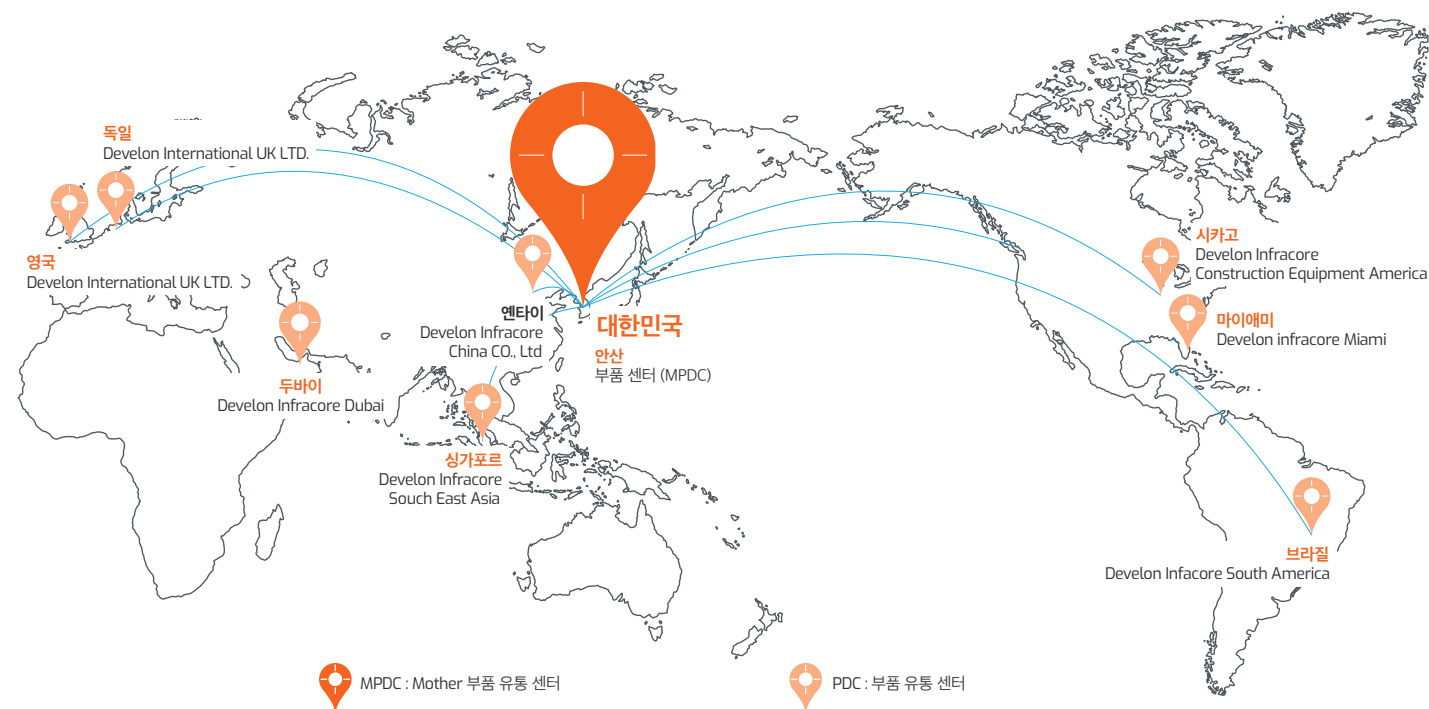 독일
Develon International UK LTD.
영국
Develon International UK LTD.
두바이
Develon Infracore Dubai
옌타이
Develon Infracore
China CO., Ltd
대한민국
안산
부품 센터 (MPDC)
싱가포르
Develon Infracore
Souch East Asia
시카고
Develon Infracore
Construction Equipment America
마이애미
Develon infracore Miami
브라질
Develon Infacore South America
MPDC : Mother 부품 유통 센터
PDC : 부품 유통 센터